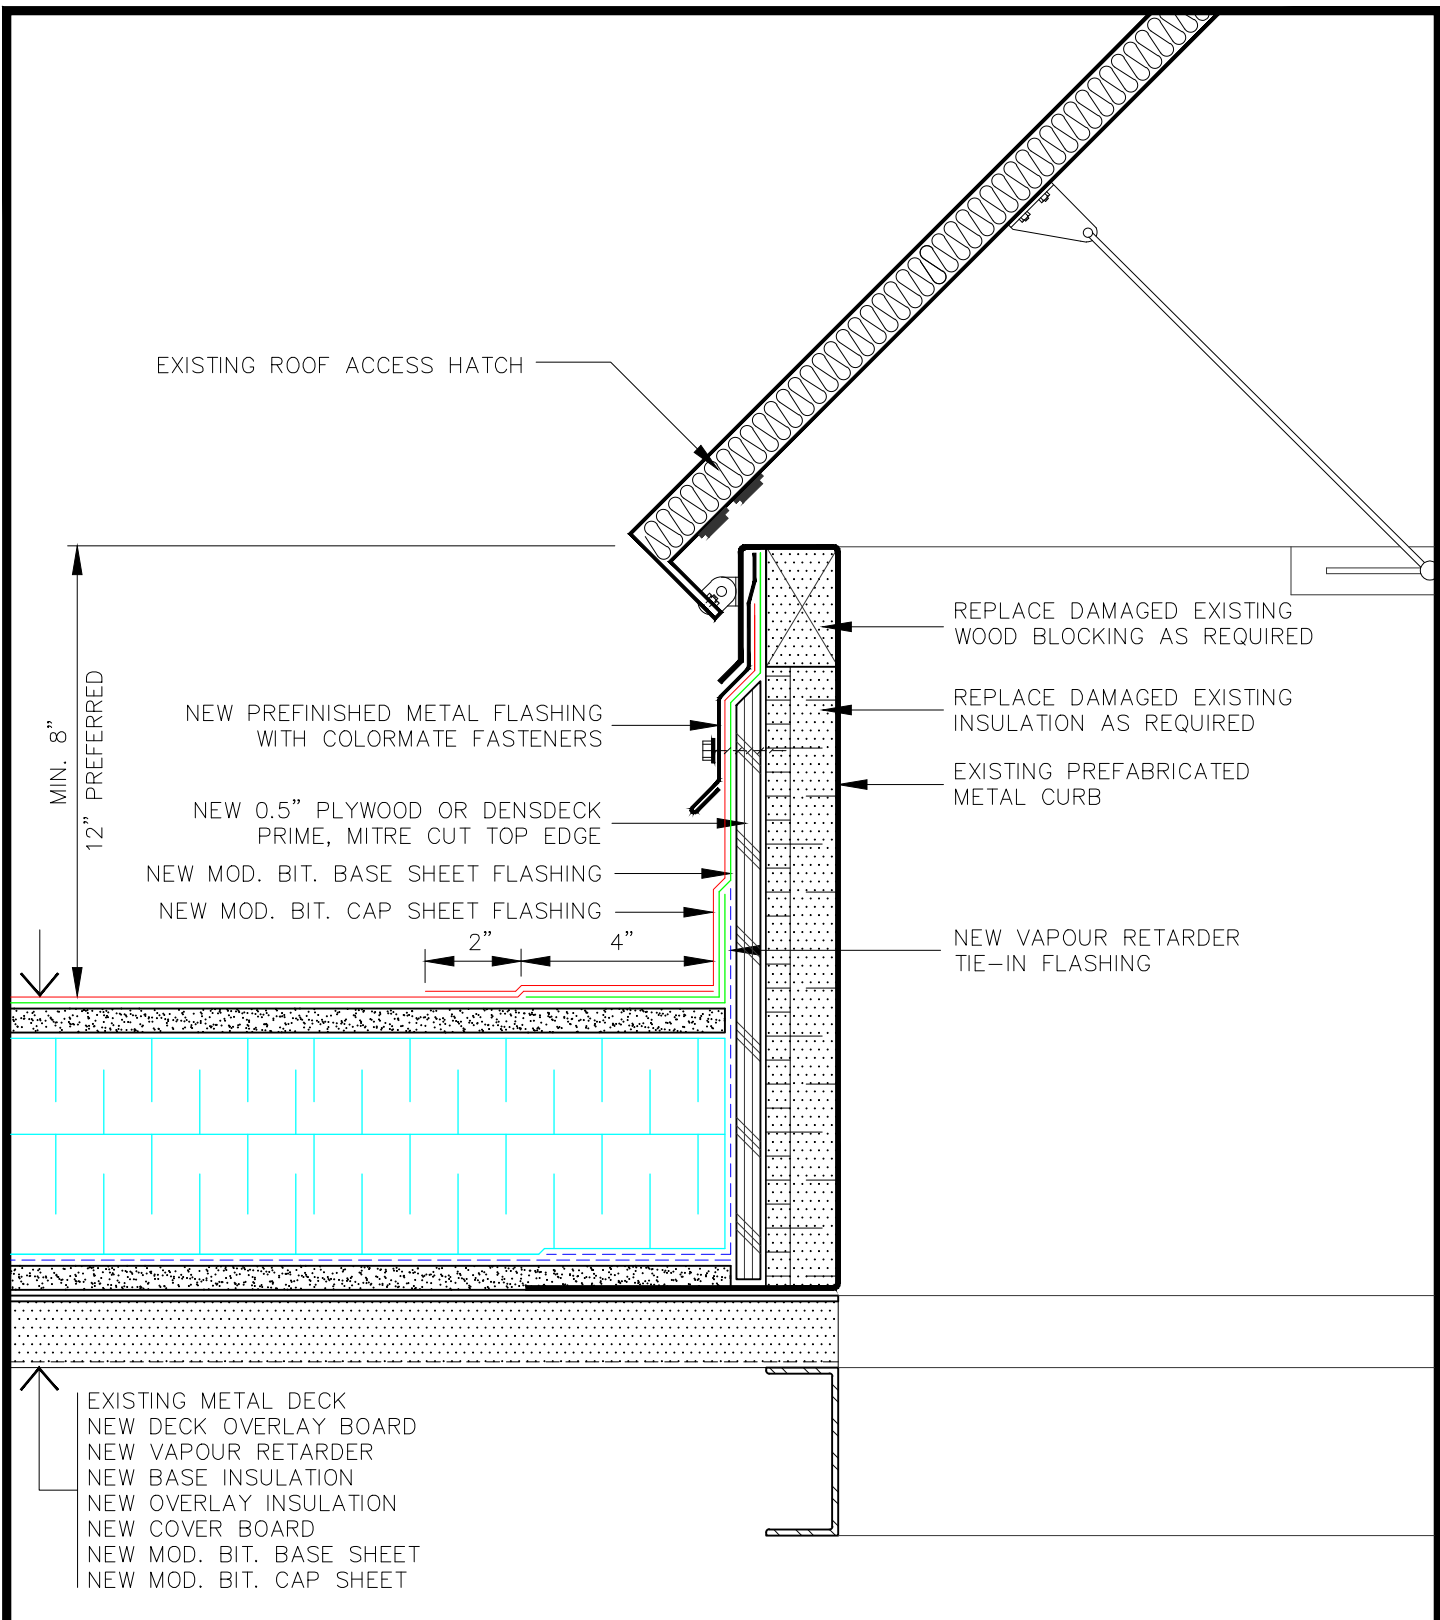 EXISTING ROOF ACCESS HATCH
REPLACE DAMAGED EXISTING
WOOD BLOCKING AS REQUIRED
REPLACE DAMAGED EXISTING
INSULATION AS REQUIRED
EXISTING PREFABRICATED
METAL CURB
NEW PREFINISHED METAL FLASHING
WITH COLORMATE FASTENERS
MIN. 8”
12” PREFERRED
NEW 0.5” PLYWOOD OR DENSDECK
PRIME, MITRE CUT TOP EDGE
NEW MOD. BIT. BASE SHEET FLASHING
NEW MOD. BIT. CAP SHEET FLASHING
2”
4”
NEW VAPOUR RETARDER
TIE–IN FLASHING
EXISTING METAL DECK
NEW DECK OVERLAY BOARD
NEW VAPOUR RETARDER
NEW BASE INSULATION
NEW OVERLAY INSULATION
NEW COVER BOARD
NEW MOD. BIT. BASE SHEET
NEW MOD. BIT. CAP SHEET